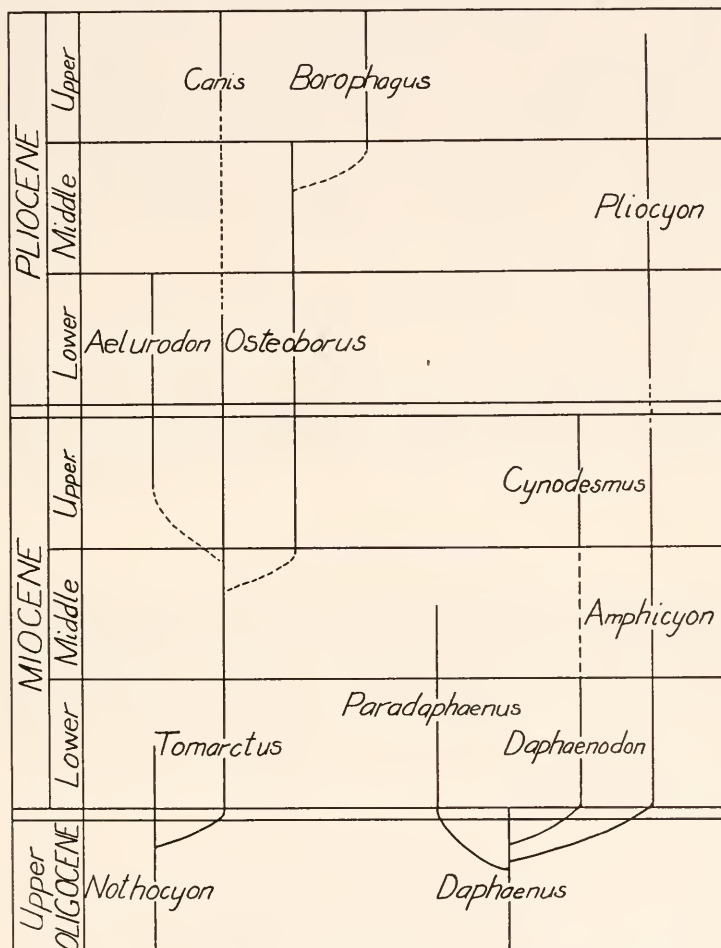 PLIOCENE
Upper
Canis
Borophagus
Middle
Pliocyon
Lower
Aelurodon
Osteoborus
MIOCENE
Upper.
Cynodesmus
Middle
Amphicyon
Lower
Tomarctus
Paradaphaenus
Daphaenodon
Upper
OLIGOCENE
Nothocyon
Daphaenus